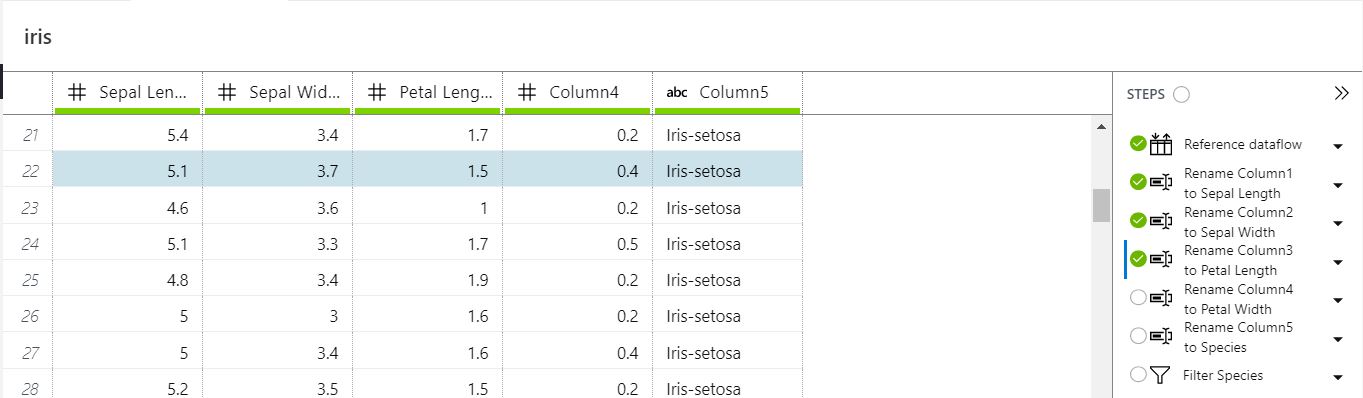 iris
# Sepal Len... # Sepal Wid... # Petal Leng... # Column4 abc Column5
21 5.4 3.4 1.7 0.2 Iris-setosa
22 5.1 3.7 1.5 0.4 Iris-setosa
23 4.6 3.6 1 0.2 Iris-setosa
24 5.1 3.3 1.7 0.5 Iris-setosa
25 4.8 3.4 1.9 0.2 Iris-setosa
26 5 3 1.6 0.2 Iris-setosa
27 5 3.4 1.6 0.4 Iris-setosa
28 5.2 3.5 1.5 0.2 Iris-setosa
STEPS
Reference dataflow
Rename Column1
to Sepal Length
Rename Column2
to Sepal Width
Rename Column3
to Petal Length
Rename Column4
to Petal Width
Rename Column5
to Species
Filter Species